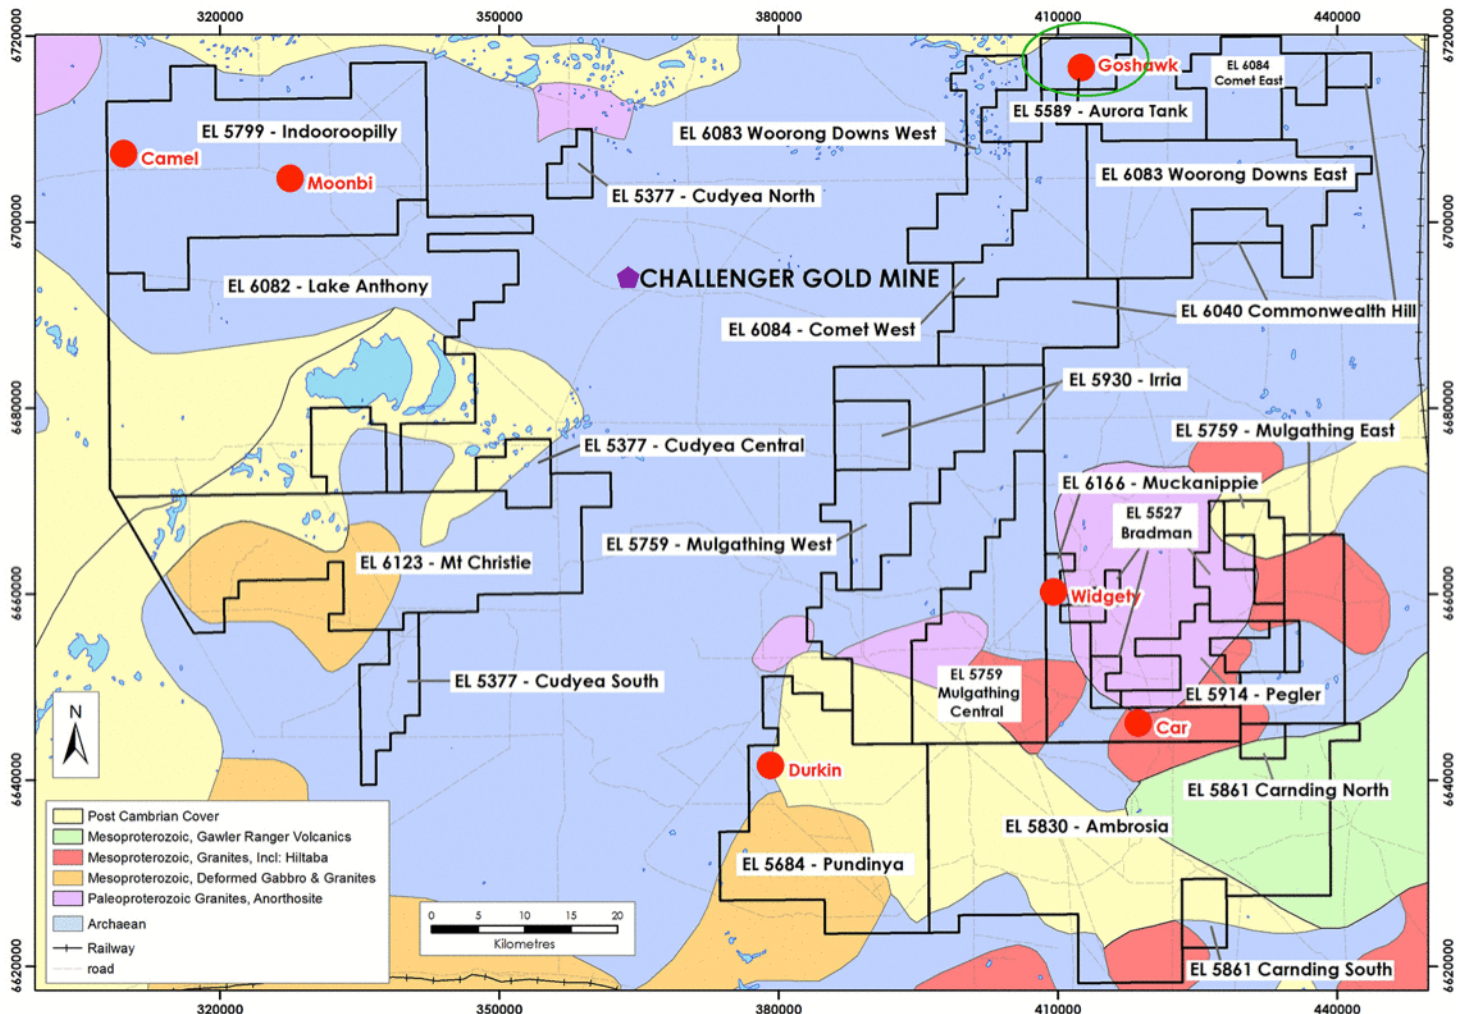 320000
350000
380000
410000
440000
6720000
6720000
Goshawk
EL 6084
Comet East
EL 5589 - Aurora Tank
EL 5799 - Indooroopilly
EL 6083 Woorong Downs West
Camel
Moonbi
EL 6083 Woorong Downs East
EL 5377 - Cudyea North
6700000
6700000
CHALLENGER GOLD MINE
EL 6082 - Lake Anthony
EL 6040 Commonwealth Hill
EL 6084 - Comet West
EL 5930 - Irria
6680000
6680000
EL 5759 - Mulgathing East
EL 5377 - Cudyea Central
EL 6166 - Muckanippie
EL 5527
Bradman
EL 5759 - Mulgathing West
EL 6123 - Mt Christie
6660000
6660000
Widgety
EL 5377 - Cudyea South
EL 5759
Mulgathing
Central
EL 5914 - Pegler
N
Car
Durkin
6640000
6640000
EL 5861 Carnding North
Post Cambrian Cover
EL 5830 - Ambrosia
Mesoproterozoic, Gawler Ranger Volcanics
Mesoproterozoic, Granites, Incl: Hiltaba
EL 5684 - Pundinya
Mesoproterozoic, Deformed Gabbro & Granites
Paleoproterozoic Granites, Anorthosite
Archaean
0 5 10 15 20
Kilometres
Railway
road
6620000
6620000
EL 5861 Carnding South
320000
350000
380000
410000
440000